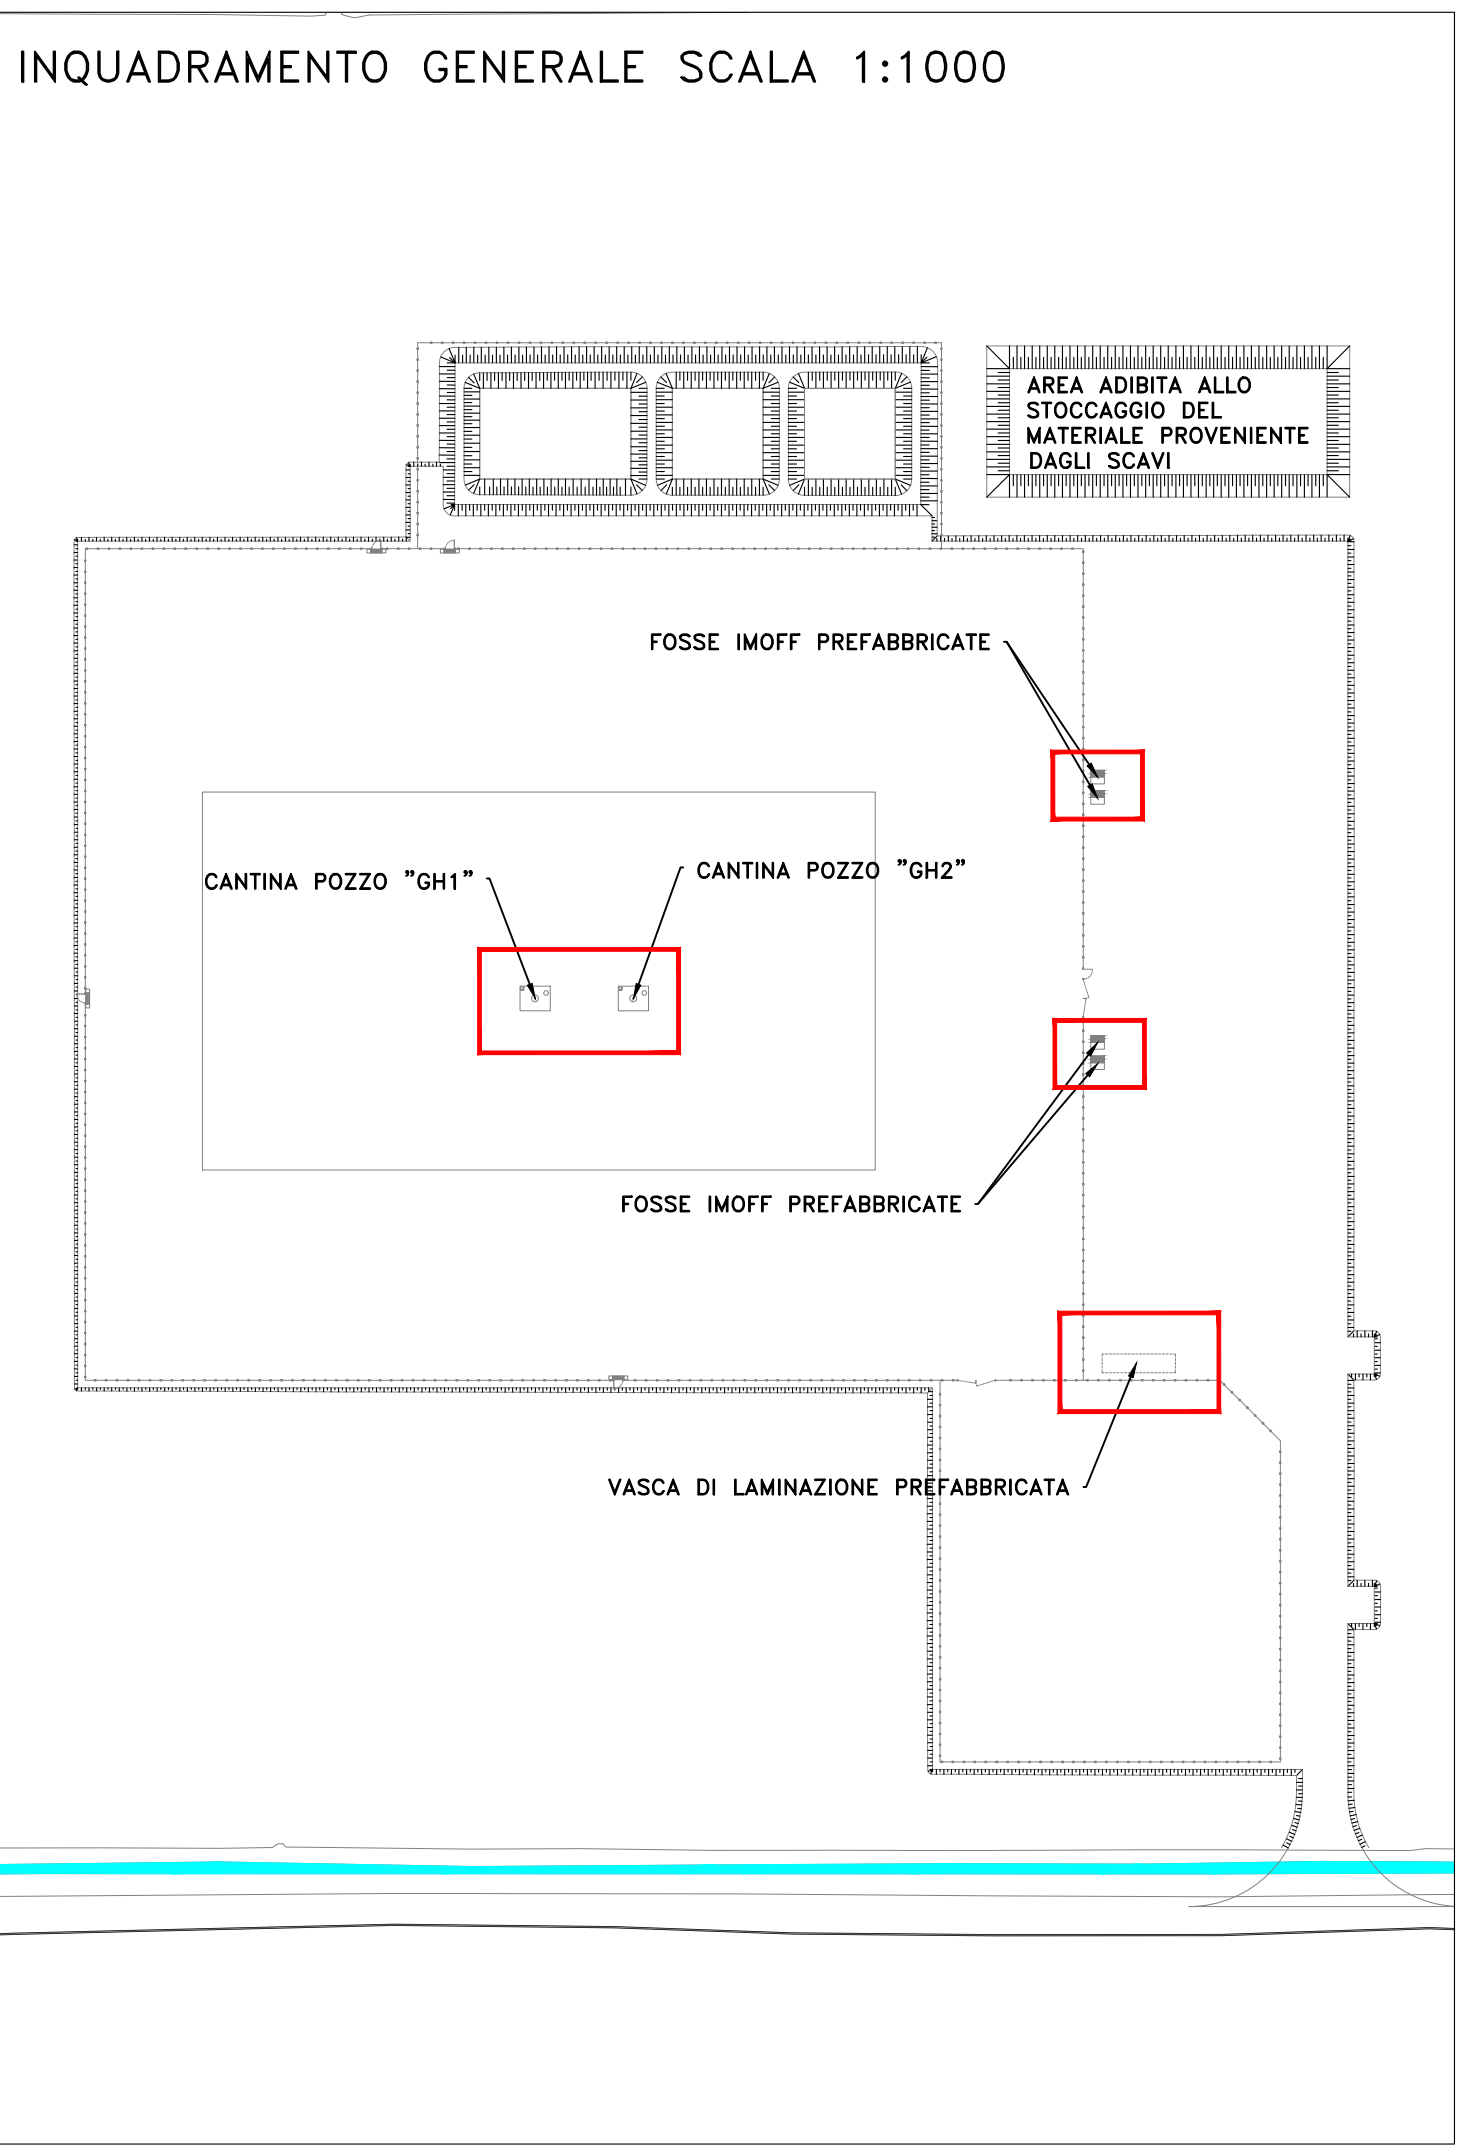 INQUADRAMENTO GENERALE SCALA 1:1000
AREA ADIBITA ALLO
STOCCAGGIO DEL
MATERIALE PROVENIENTE
DAGLI SCAVI
FOSSE IMOFF PREFABBRICATE
CANTINA POZZO "GH1"
CANTINA POZZO "GH2"
FOSSE IMOFF PREFABBRICATE
VASCA DI LAMINAZIONE PREFABBRICATA